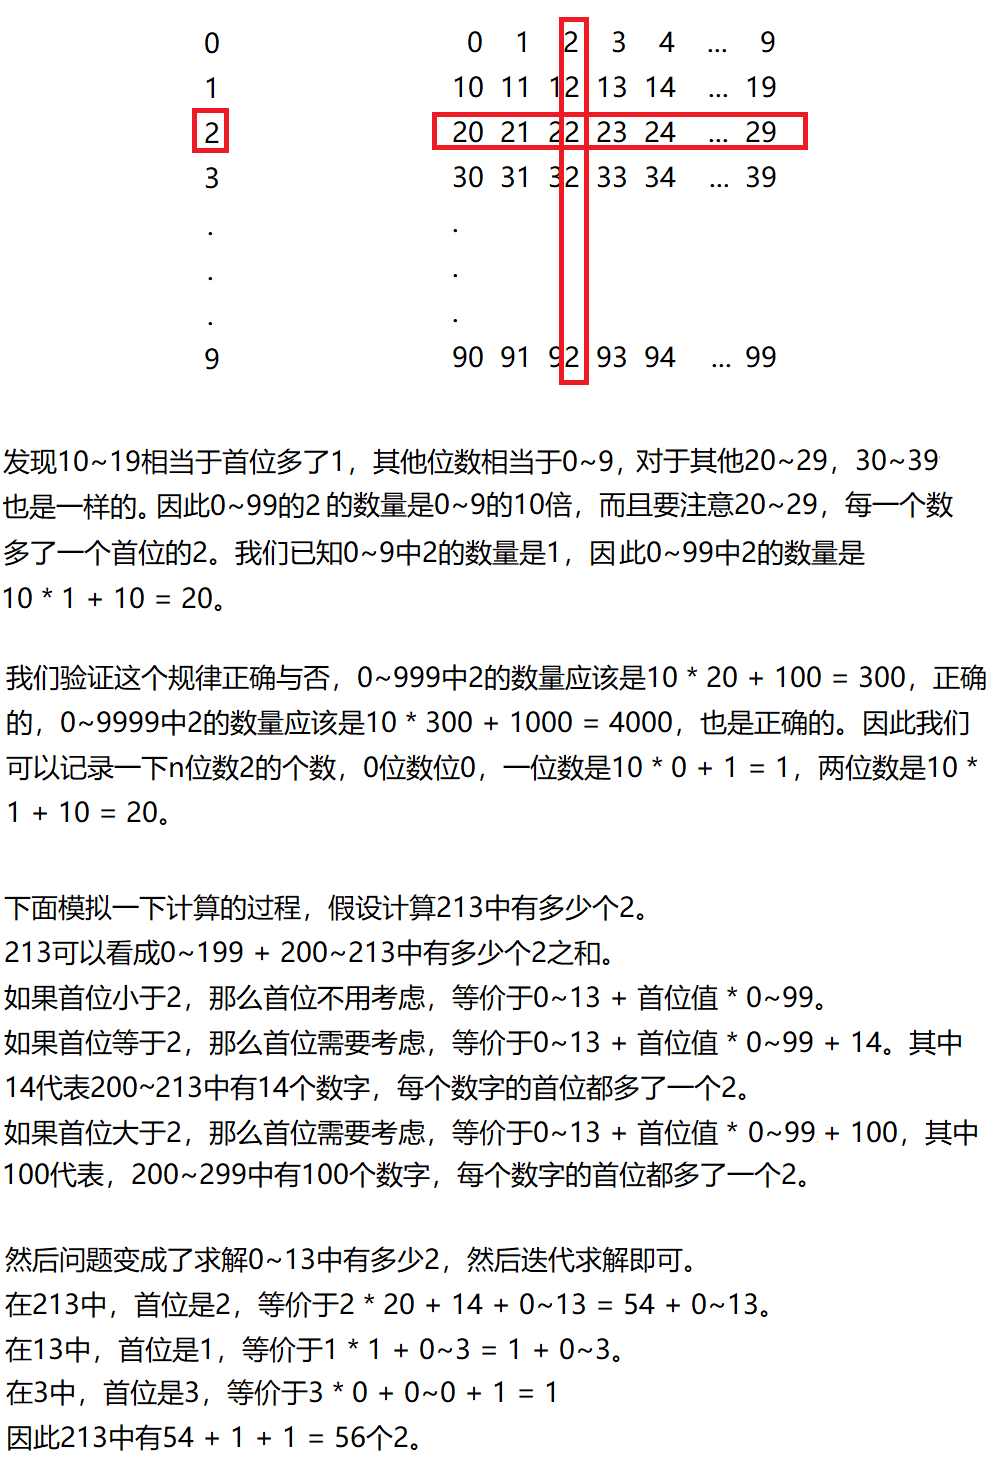 0 0 1 2 3 4 ... 9
1 10 11 12 13 14 ... 19
2 20 21 22 23 24 ... 29
3 30 31 32 33 34 ... 39
. .
. .
. .
9 90 91 92 93 94 ... 99
发现10~19相当于首位多了1，其他位数相当于0~9，对于其他20~29，30~39
也是一样的。因此0~99的2的数量是0~9的10倍，而且要注意20~29，每一个数
多了一个首位的2。我们已知0~9中2的数量是1，因此0~99中2的数量是
10 * 1 + 10 = 20。
我们验证这个规律正确与否，0~999中2的数量应该是10 * 20 + 100 = 300，正确
的，0~9999中2的数量应该是10 * 300 + 1000 = 4000，也是正确的。因此我们
可以记录一下n位数2的个数，0位数位0，一位数是10 * 0 + 1 = 1，两位数是10 *
1 + 10 = 20。
下面模拟一下计算的过程，假设计算213中有多少个2。
213可以看成0~199 + 200~213中有多少个2之和。
如果首位小于2，那么首位不用考虑，等价于0~13 + 首位值 * 0~99。
如果首位等于2，那么首位需要考虑，等价于0~13 + 首位值 * 0~99 + 14。其中
14代表200~213中有14个数字，每个数字的首位都多了一个2。
如果首位大于2，那么首位需要考虑，等价于0~13 + 首位值 * 0~99 + 100，其中
100代表，200~299中有100个数字，每个数字的首位都多了一个2。
然后问题变成了求解0~13中有多少2，然后迭代求解即可。
在213中，首位是2，等价于2 * 20 + 14 + 0~13 = 54 + 0~13。
在13中，首位是1，等价于1 * 1 + 0~3 = 1 + 0~3。
在3中，首位是3，等价于3 * 0 + 0~0 + 1 = 1
因此213中有54 + 1 + 1 = 56个2。